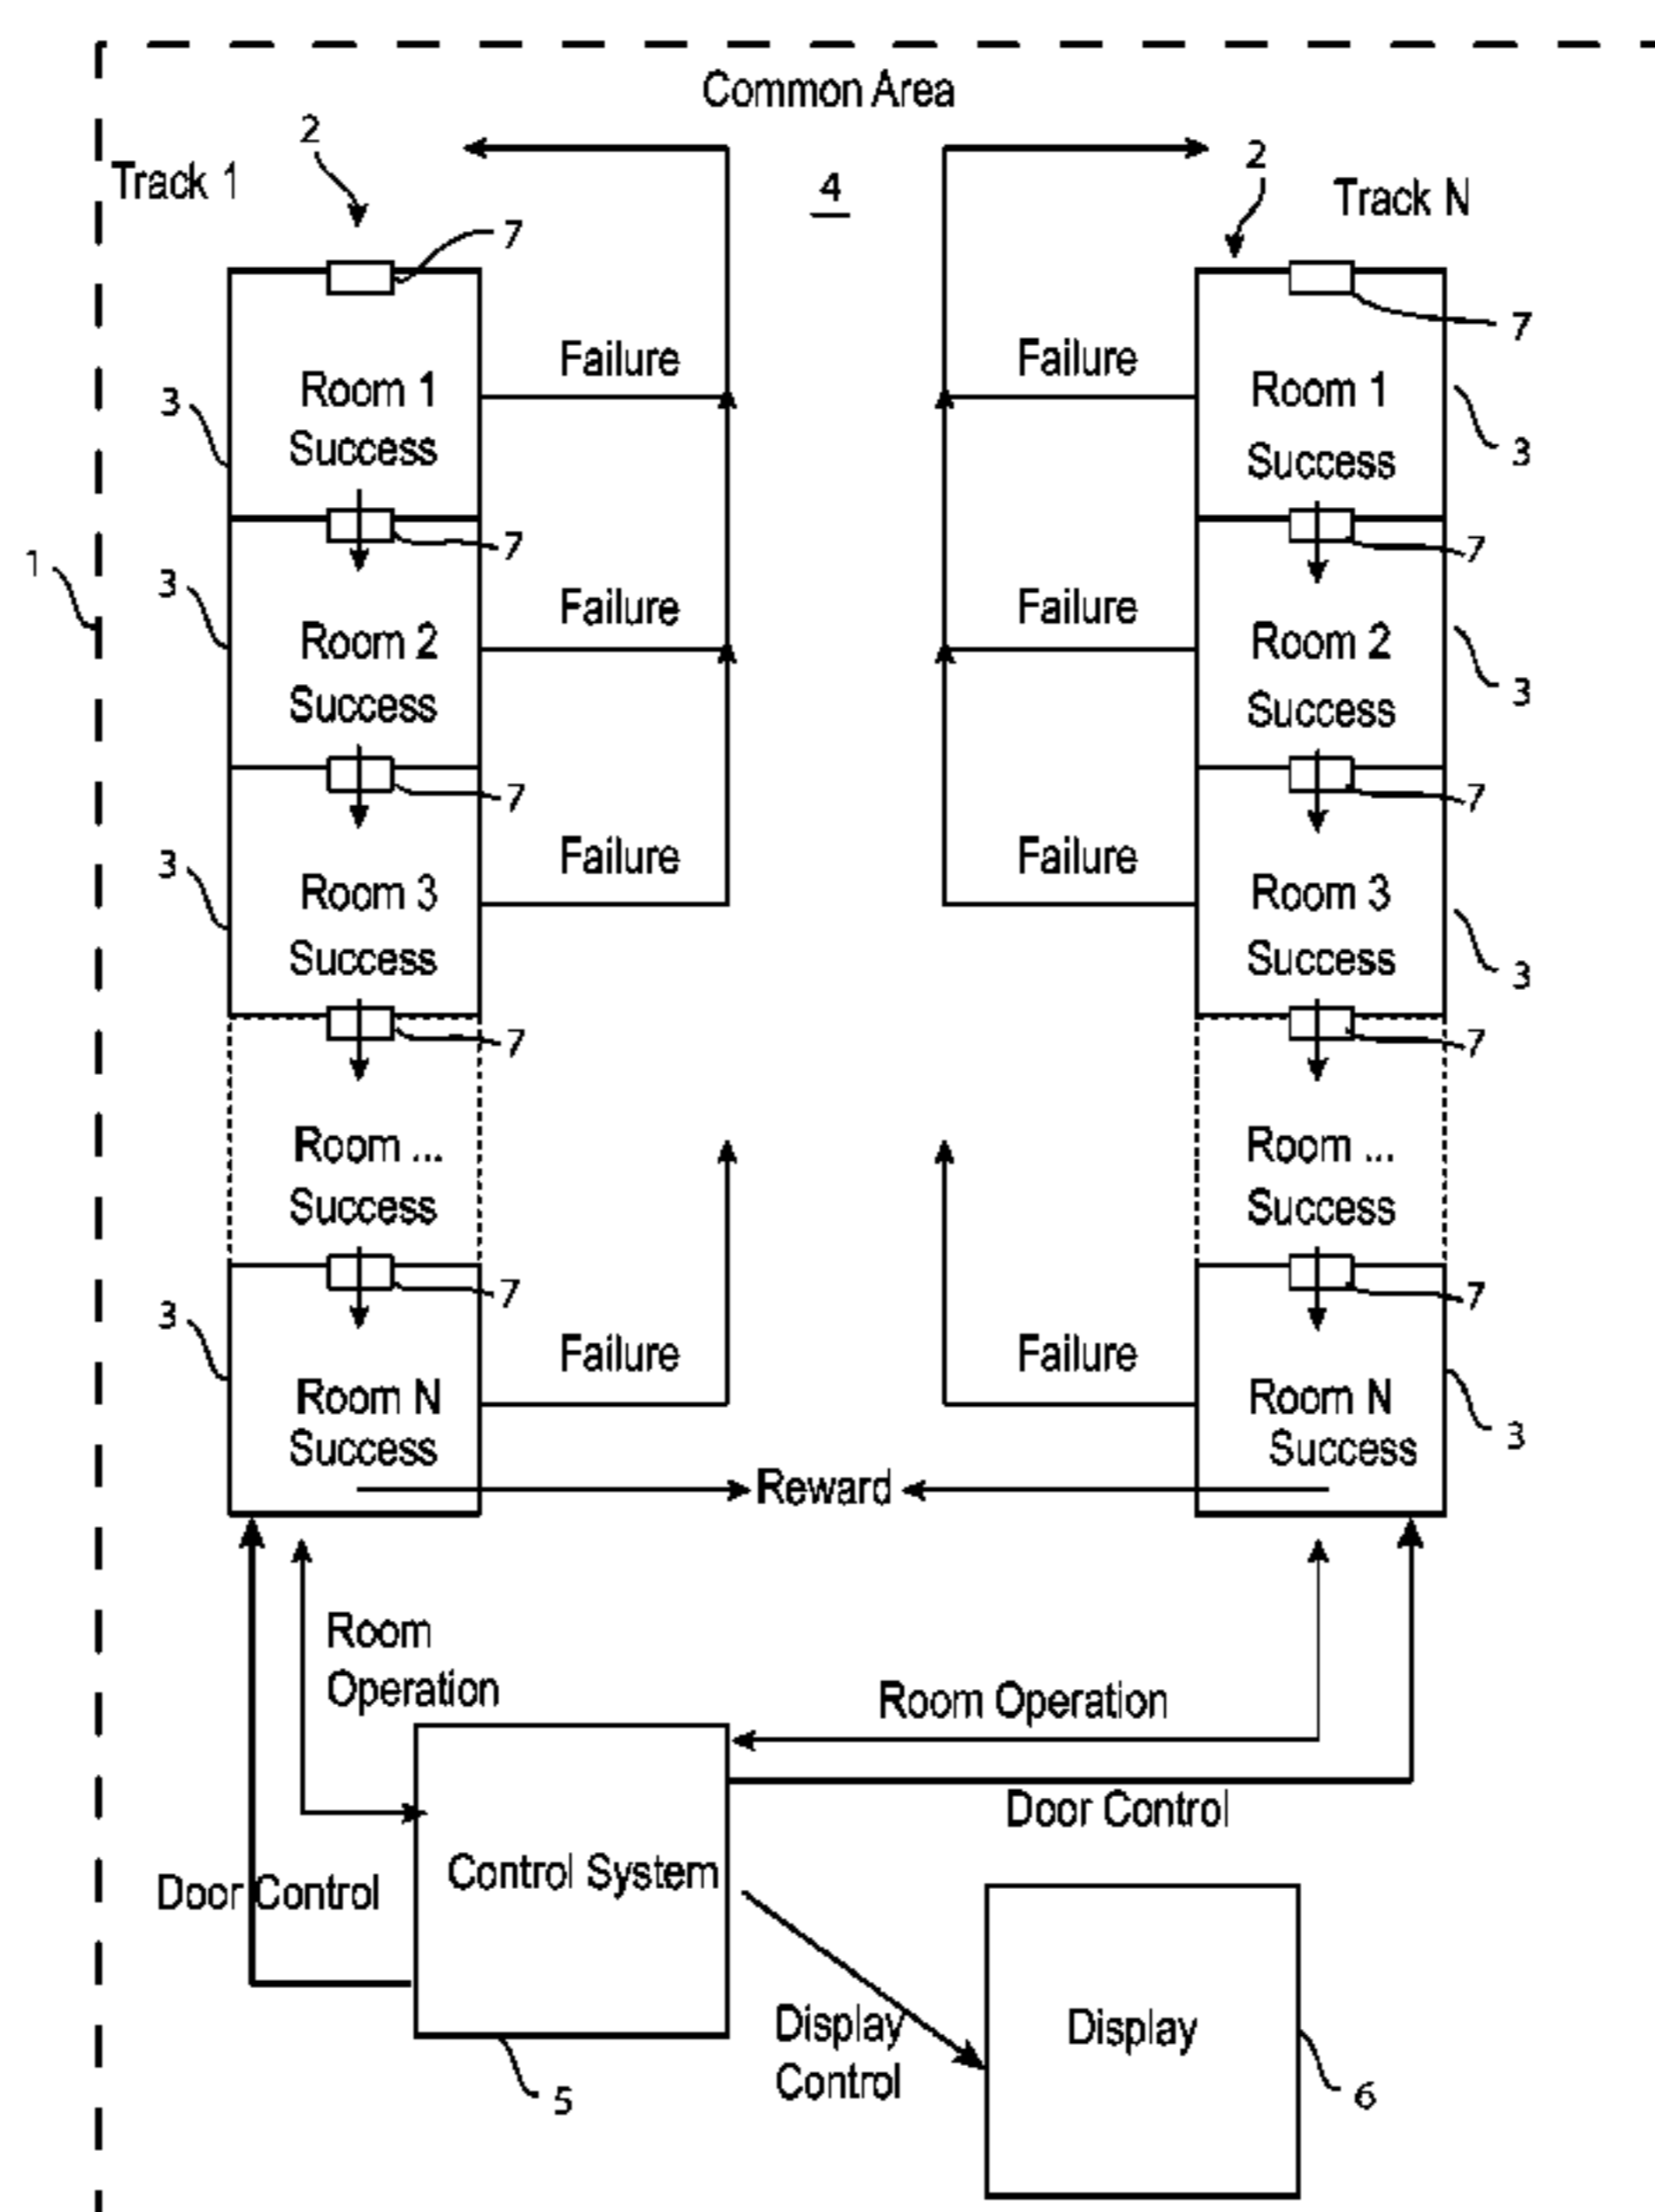 Common Area
2
Track 1
4
2
Track N
7
7
Failure
Failure
Room 1
Success
3
Room 1
Success
3
7
7
1
3
Failure
Failure
Room 2
Success
Room 2
Success
3
7
7
3
Failure
Failure
Room 3
Success
Room 3
Success
3
7
7
Room ...
Success
Room ...
Success
7
7
3
Failure
Failure
Room N
Success
Room N
Success
3
Reward
Room
Operation
Room Operation
Door Control
Control System
Door Control
Display
Control
Display
5
6